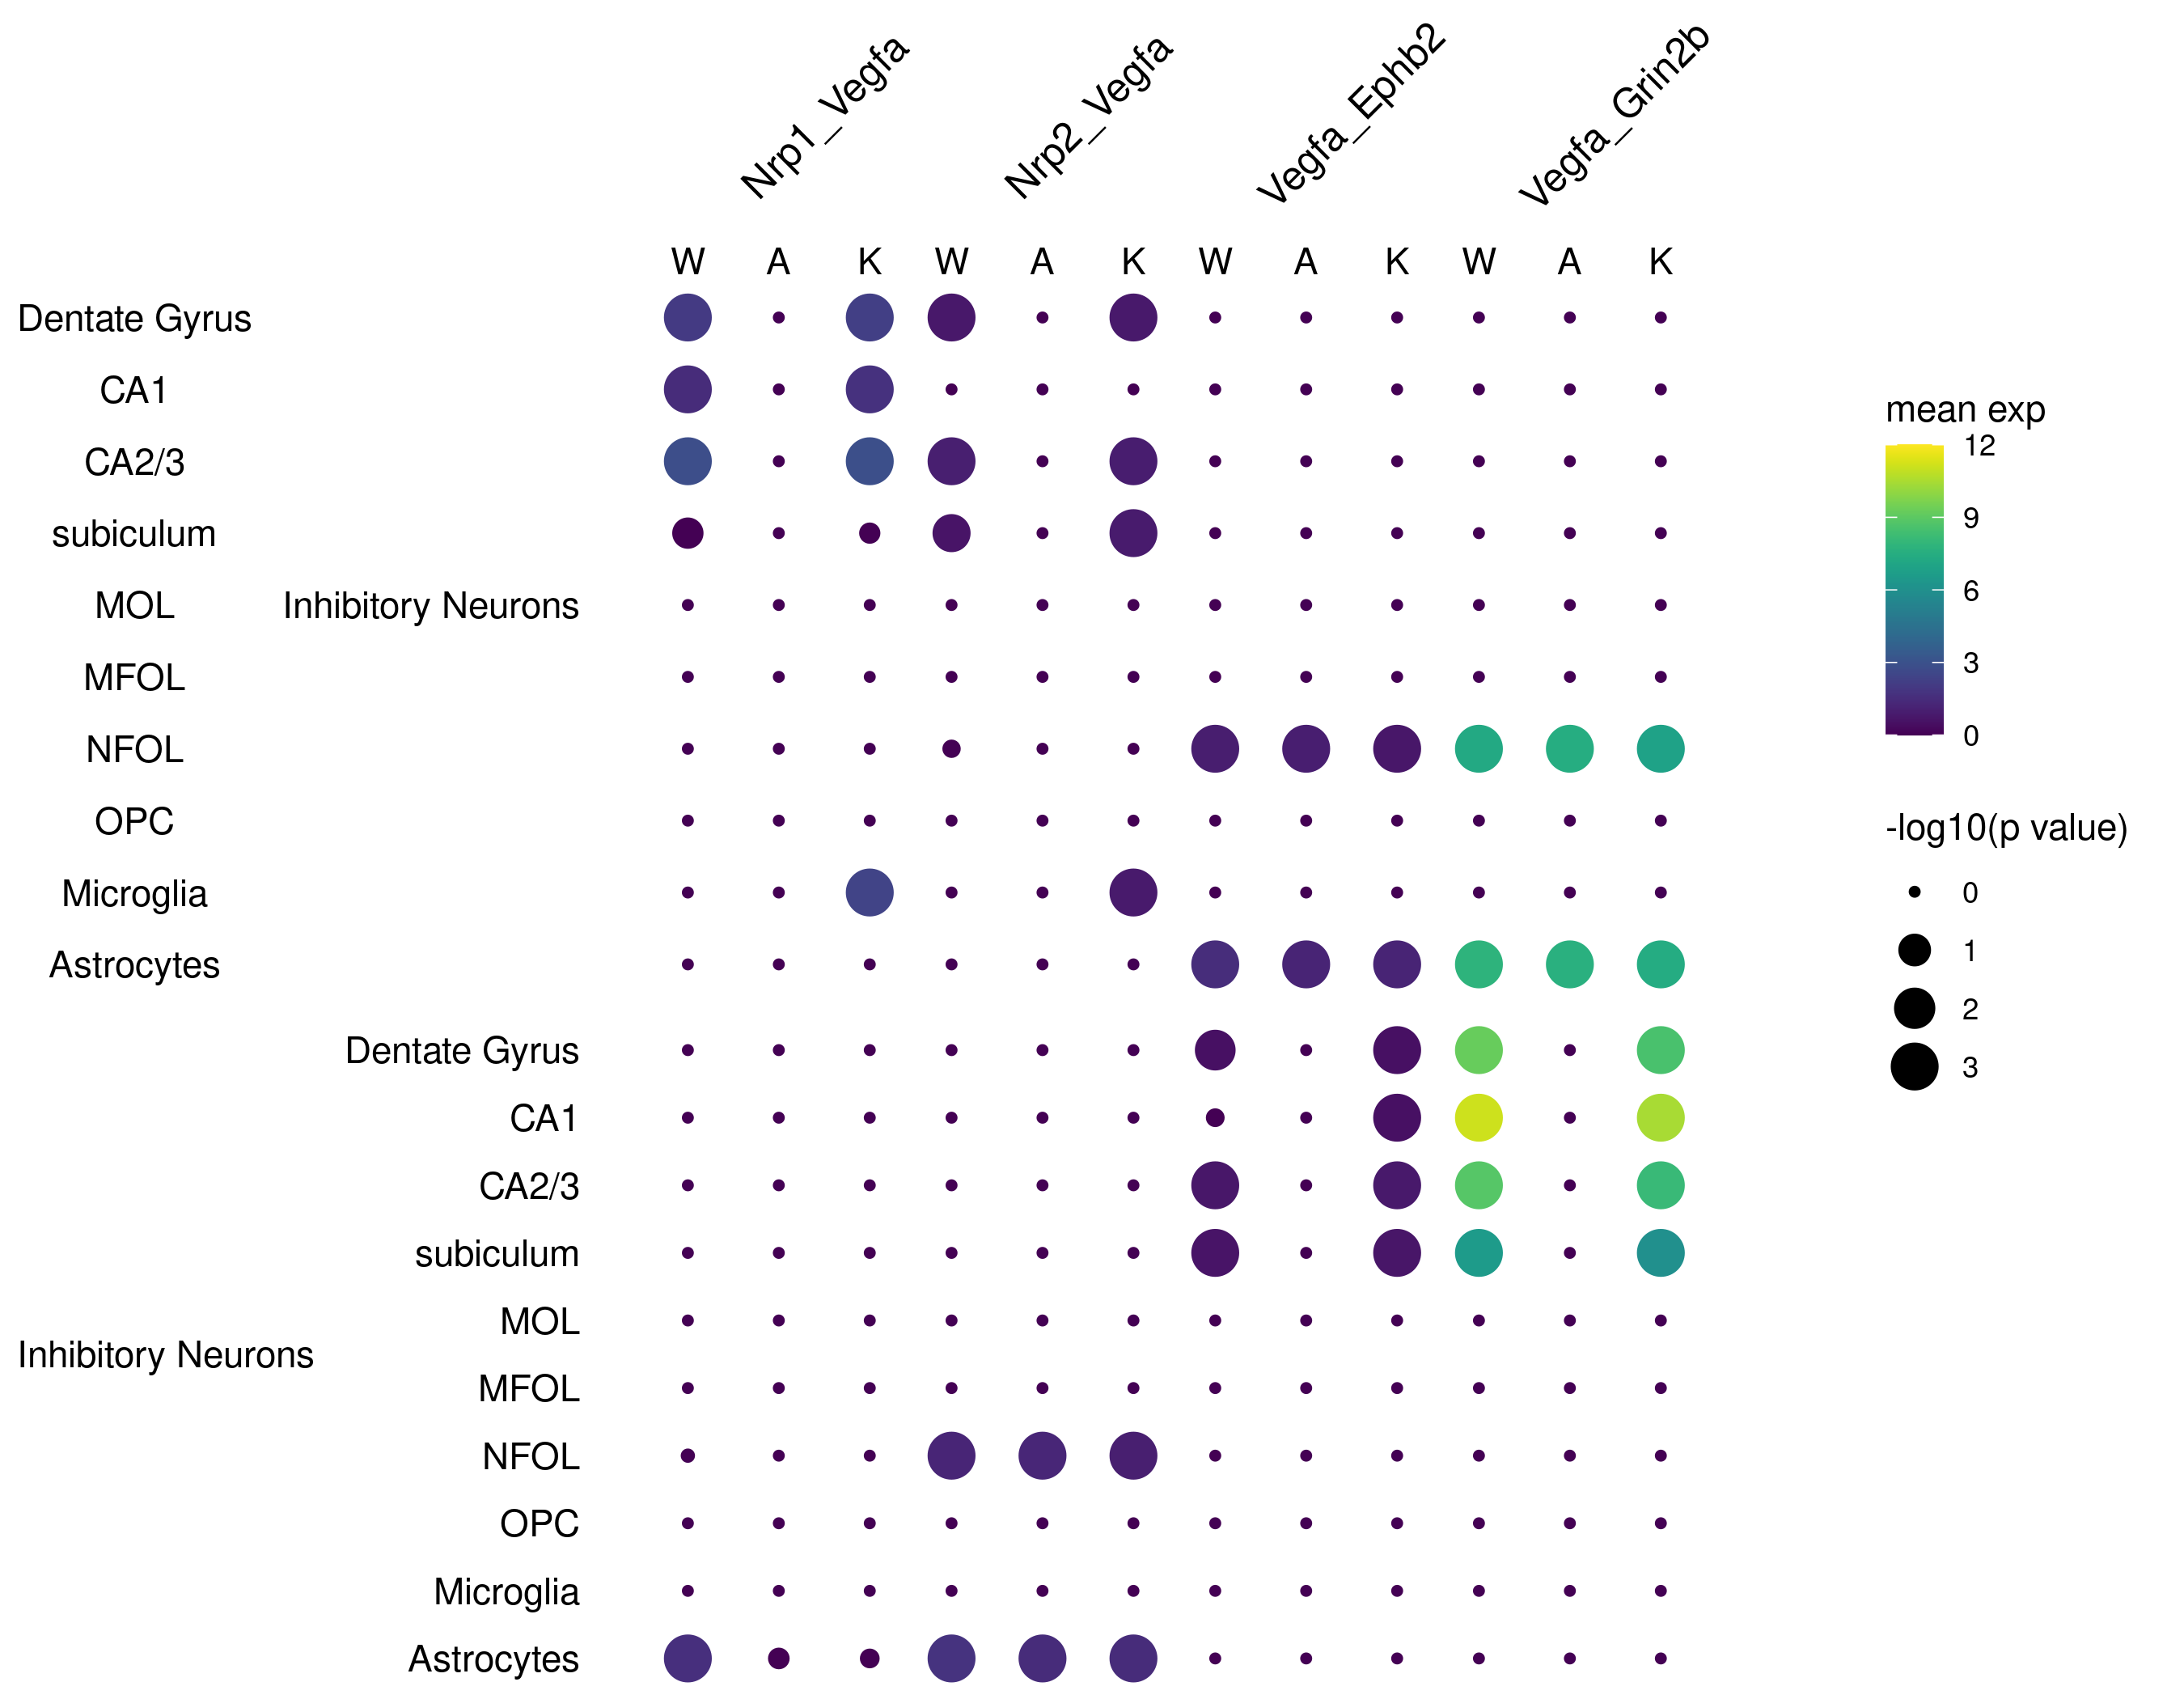 Nrp1_Vegfa Nrp2_Vegfa Vegfa_Ephb2 Vegfa_Grin2b
W A K W A K W A K W A K
Dentate Gyrus
CA1
CA2/3
subiculum
MOL Inhibitory Neurons
MFOL
NFOL
OPC
Microglia
Astrocytes
Dentate Gyrus
CA1
CA2/3
subiculum
MOL
Inhibitory Neurons
MFOL
NFOL
OPC
Microglia
Astrocytes
mean exp
12
9
6
3
0
-log10(p value)
0
1
2
3